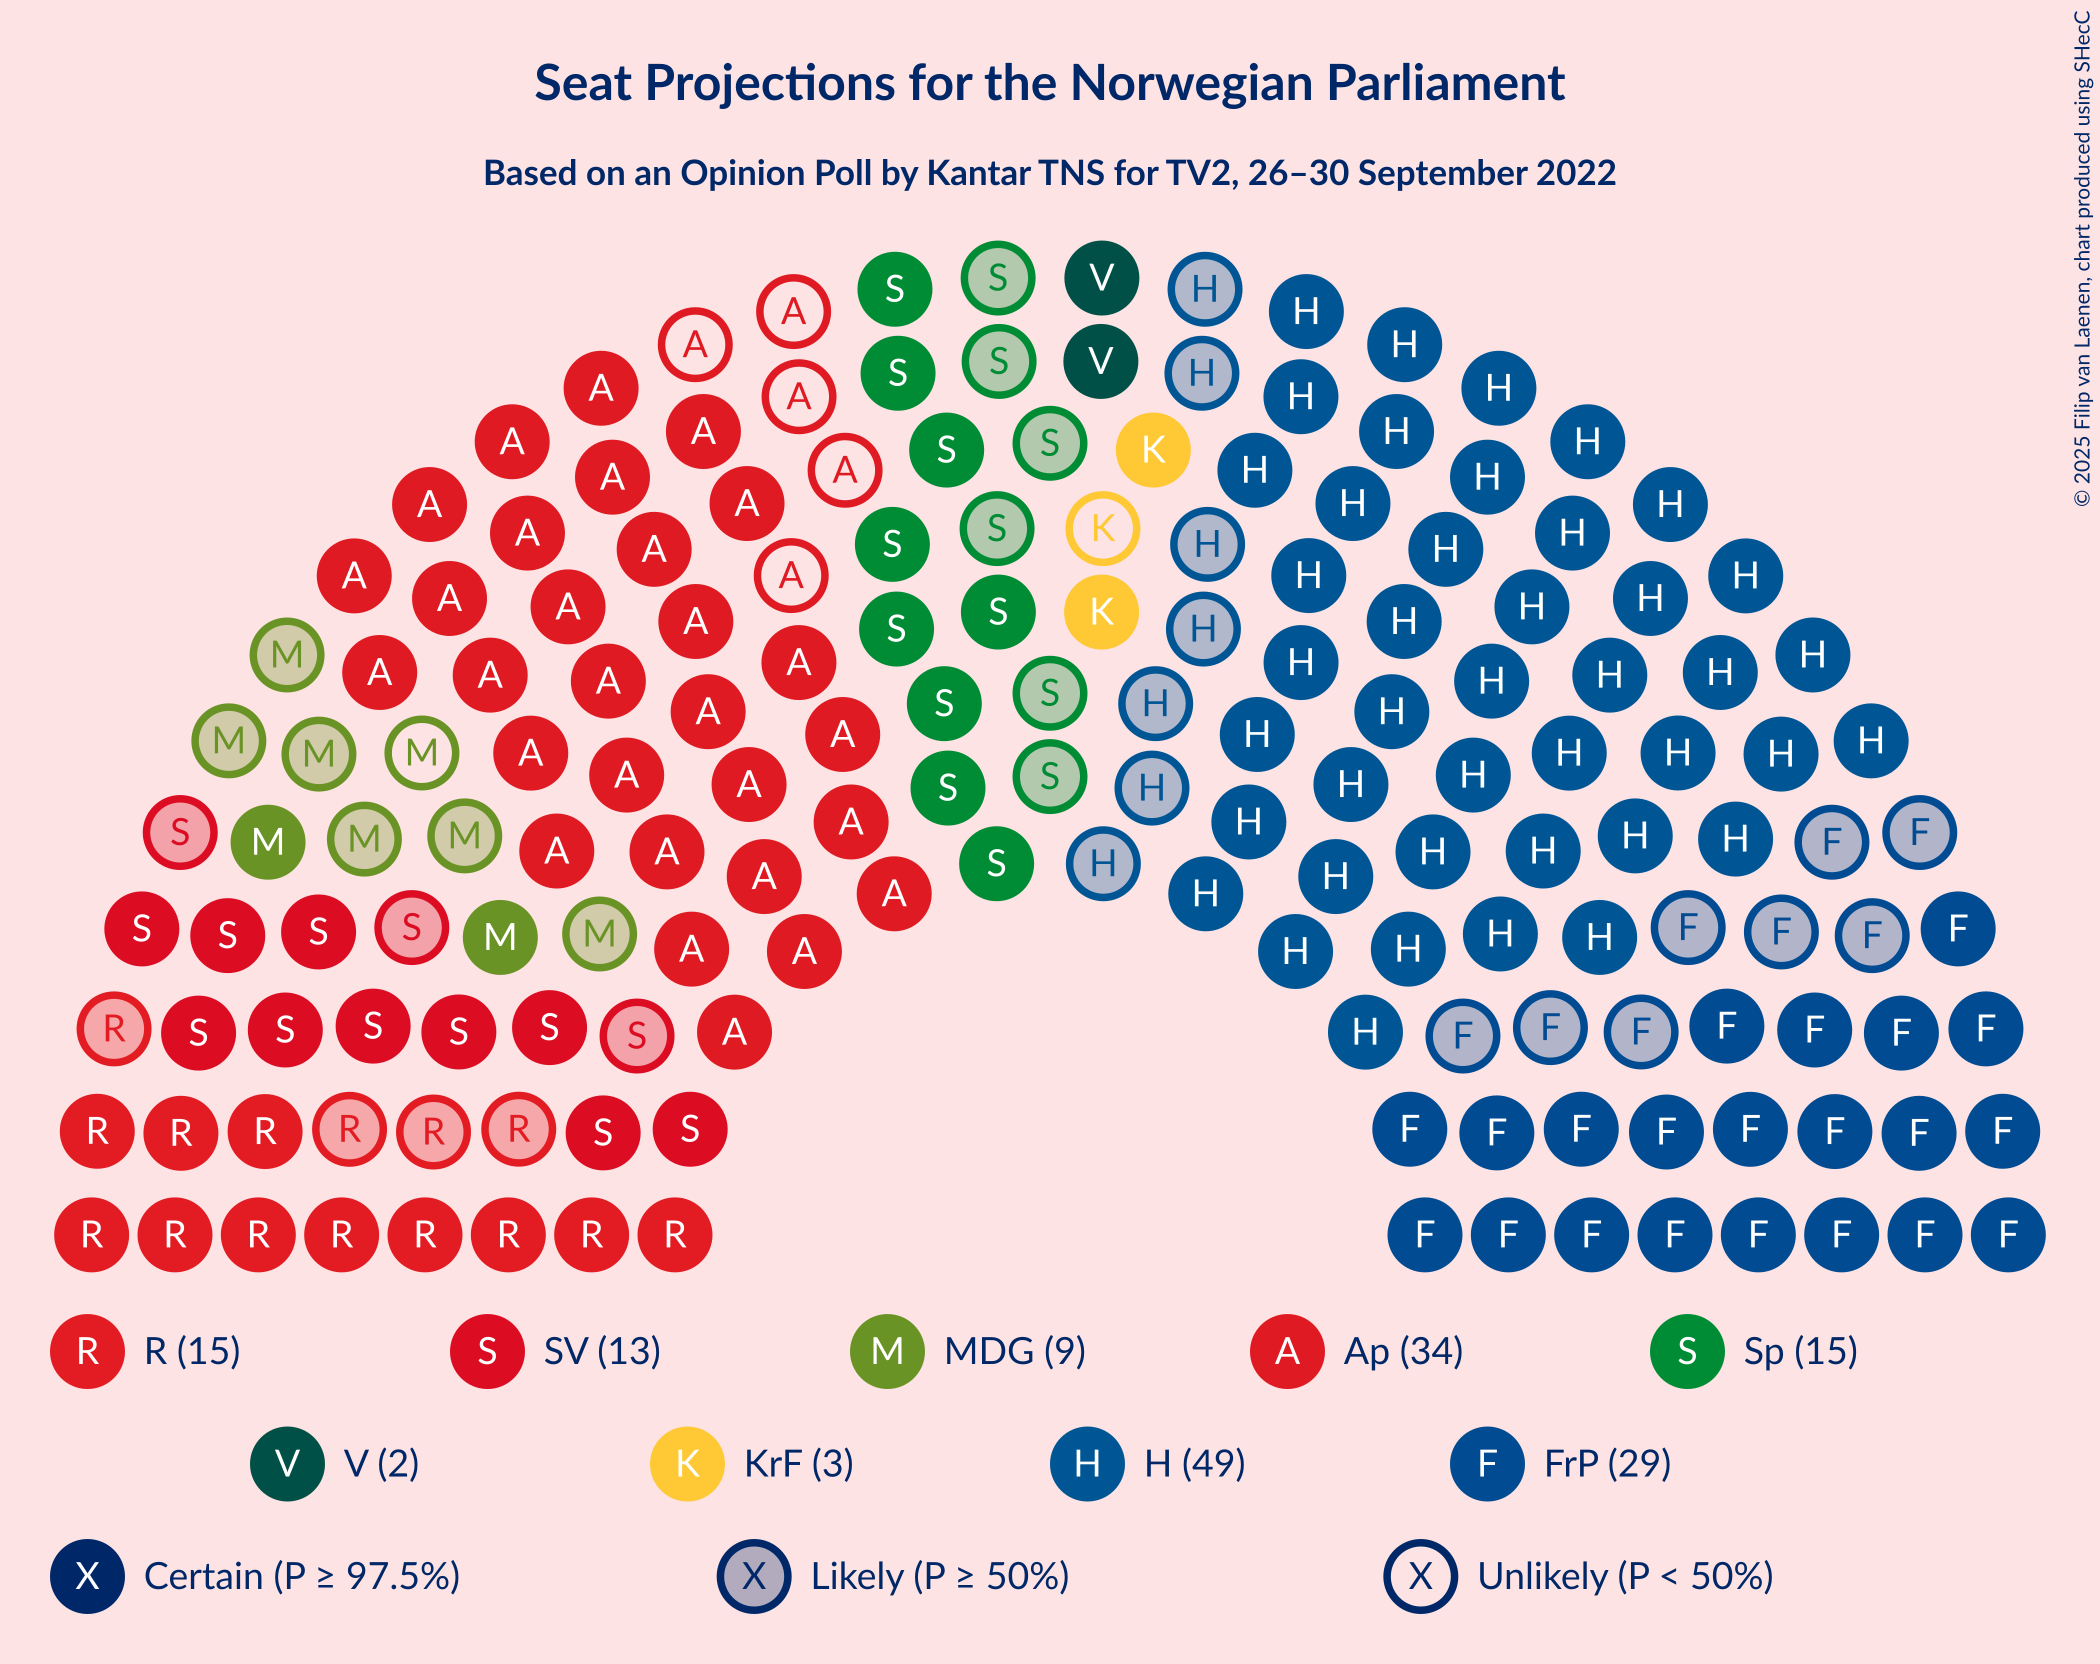 Seat Projections for the Norwegian Parliament
Based on an Opinion Poll by Kantar TNS for TV2, 26–30 September 2022
© 2025 Filip van Laenen, chart produced using SHecC
S S V H H
A A S S V H H H
A A A S S K H H H H
A A A A S S K H H H H H
A A A A A S S K H H H H H H
M A A A A A S S H H H H H H H
M M M A A A A S S H H H H H H H H
S M M M A A A A S H H H H H H H F F
S S S S M M A A H H H H F F F F
R S S S S S S A H F F F F F F F
R R R R R R S S F F F F F F F F
R R R R R R R R F F F F F F F F
R R (15) S SV (13) M MDG (9) A Ap (34) S Sp (15)
V V (2) K KrF (3) H H (49) F FrP (29)
X Certain (P ≥ 97.5%) X Likely (P ≥ 50%) X Unlikely (P < 50%)